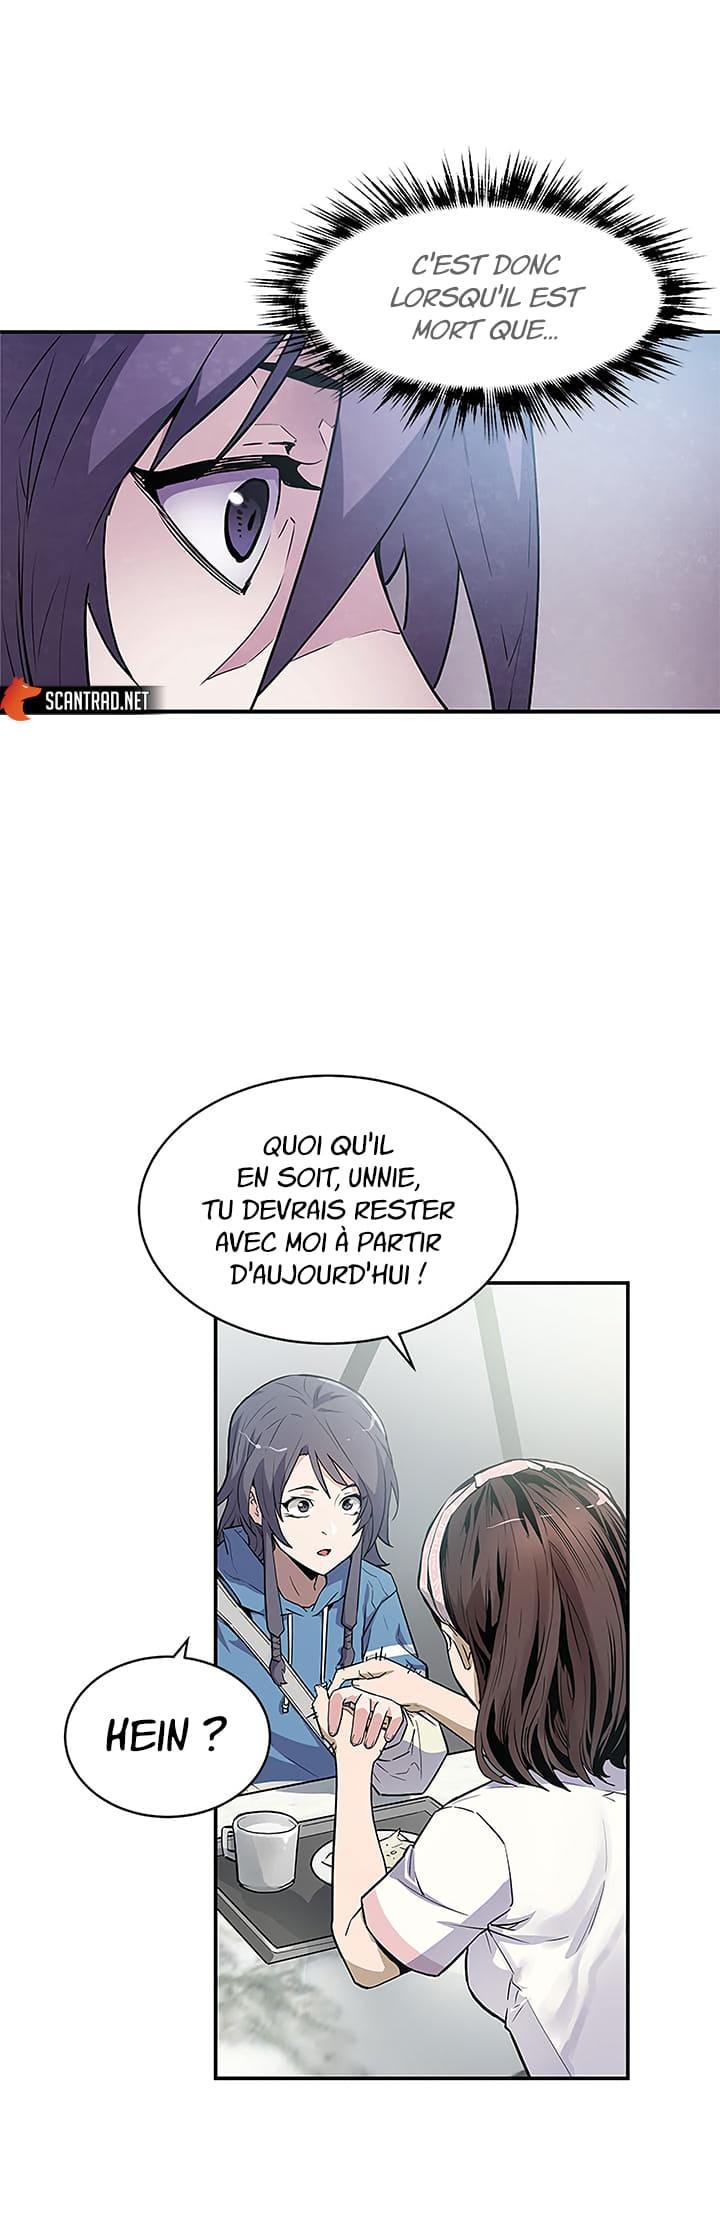 C'EST DONC
LORSQU'IL EST
MORT QUE...
SCANTRAD.NET
QUOI QU'IL
EN SOIT, UNNIE,
TU DEVRAIS RESTER
AVEC MOI À PARTIR
D'AUJOURD'HUI !
HEIN ?